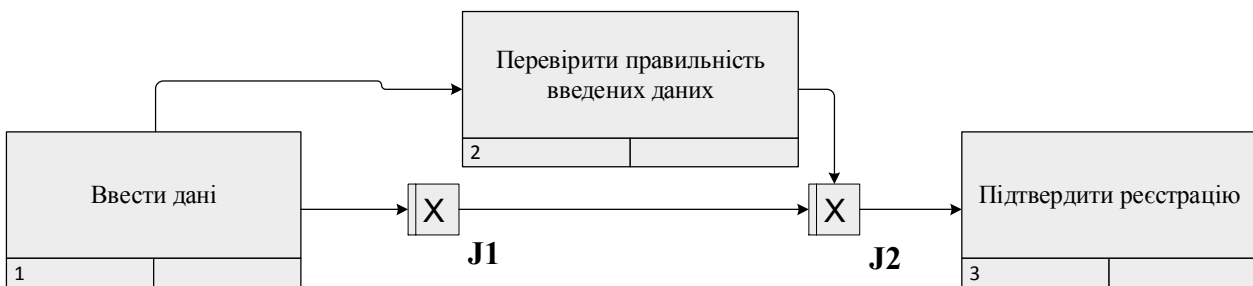 Перевірити правильність
введених даних
2
Ввести дані
1
X
J1
X
J2
Підтвердити реєстрацію
3